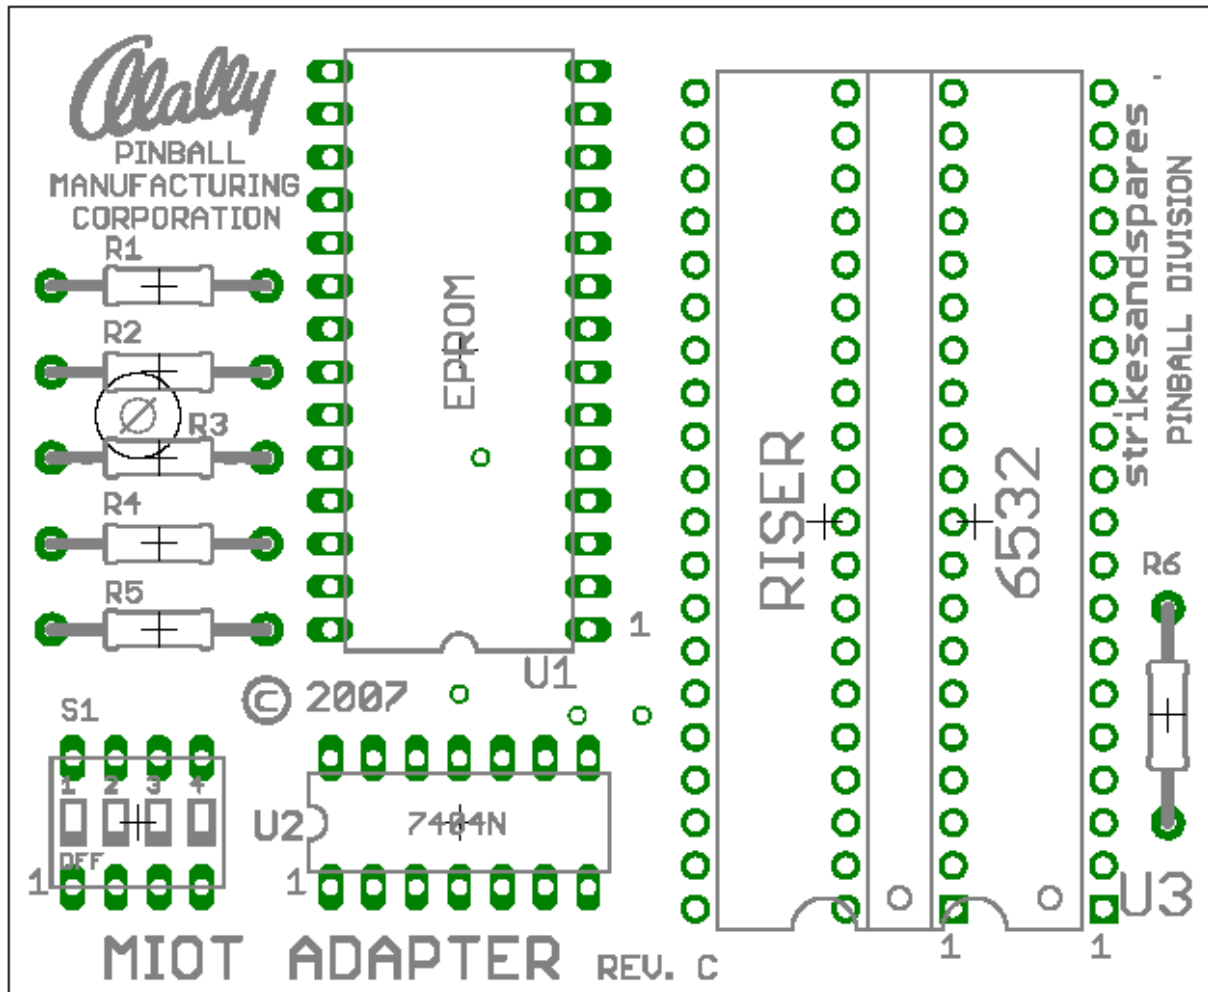 Wally
PINBALL
MANUFACTURING
CORPORATION
R1
R2
R3
R4
R5
EPROM
1
U1
© 2007
S1
1 2 3 4
OFF
1
U2
7404N
1
RISER
6532
strikesandspares
PINBALL DIVISION
R6
U3
1
1
MIOT ADAPTER REV. C